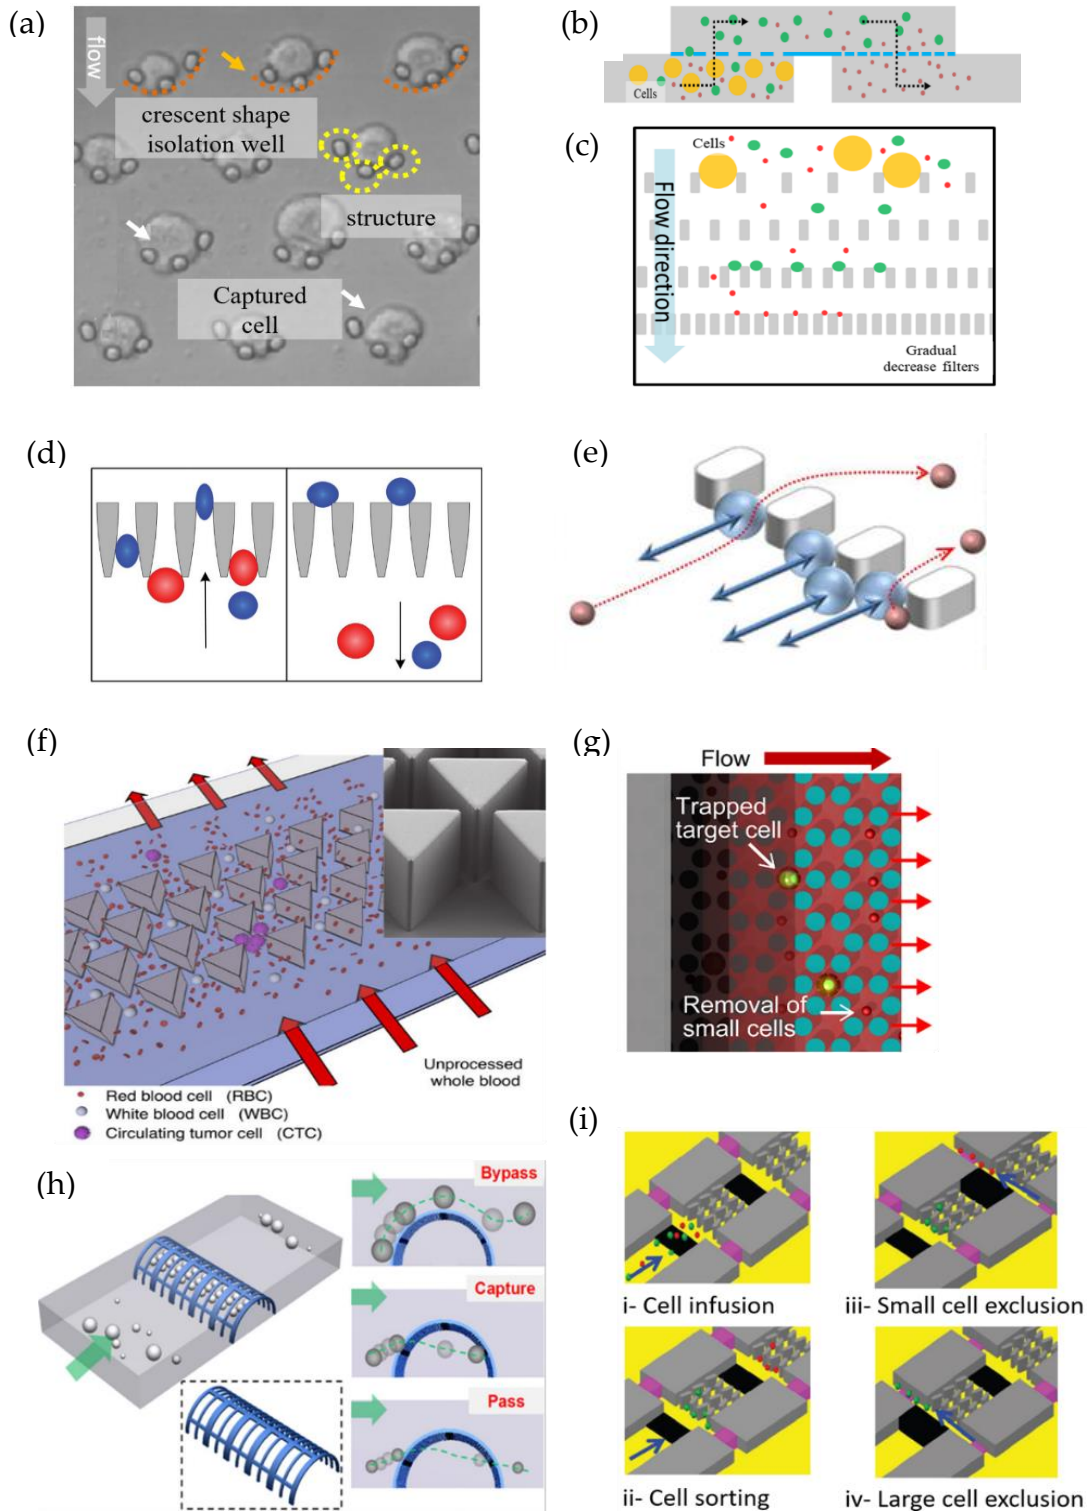 (a)
flow
crescent shape
isolation well
structure
Captured
cell
(b)
Cells
(c)
Cells
Flow direction
Gradual
decrease filters
(d)
(e)
(f)
Unprocessed
whole blood
Red blood cell (RBC)
White blood cell (WBC)
Circulating tumor cell (CTC)
(g)
Flow
Trapped
target cell
Removal of
small cells
(h)
Bypass
Capture
Pass
(i)
i- Cell infusion
iii- Small cell exclusion
ii- Cell sorting
iv- Large cell exclusion